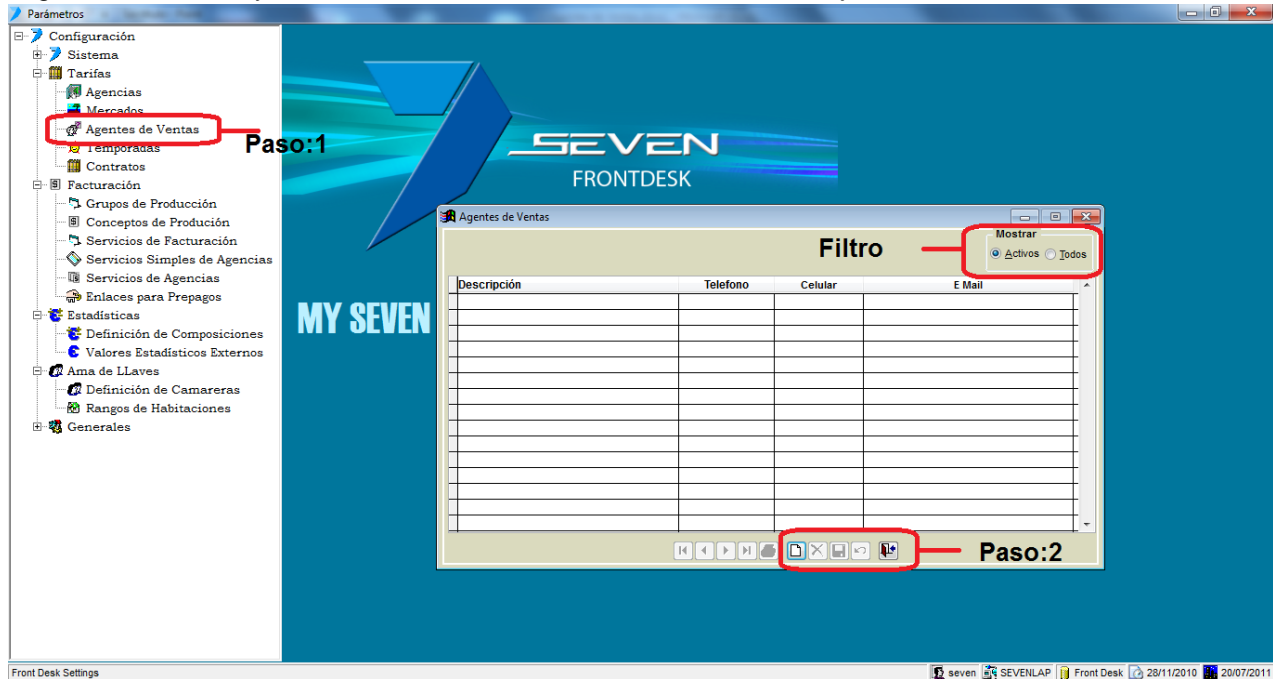 Parámetros
Configuración
Sistema
Tarifas
Agencias
Mercados
Agentes de Ventas
Paso:1
Temporadas
Contratos
Facturación
Grupos de Producción
Conceptos de Produción
Servicios de Facturación
Servicios Simples de Agencias
Servicios de Agencias
Enlaces para Prepagos
Estadísticas
Definición de Composiciones
Valores Estadísticos Externos
Ama de LLaves
Definición de Camareras
Rangos de Habitaciones
Generales
SEVEN
FRONTDESK
MY SEVEN
Agentes de Ventas
Filtro
Mostrar
Activos Todos
Descripción Telefono Celular E Mail
Paso:2
Front Desk Settings seven SEVENLAP Front Desk 28/11/2010 20/07/2011